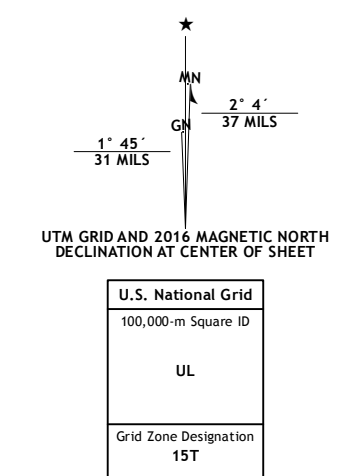 ★
MN
2° 4´
37 MILS
GN
1° 45´
31 MILS
UTM GRID AND 2016 MAGNETIC NORTH
DECLINATION AT CENTER OF SHEET
U.S. National Grid
100,000-m Square ID
UL
Grid Zone Designation
15T